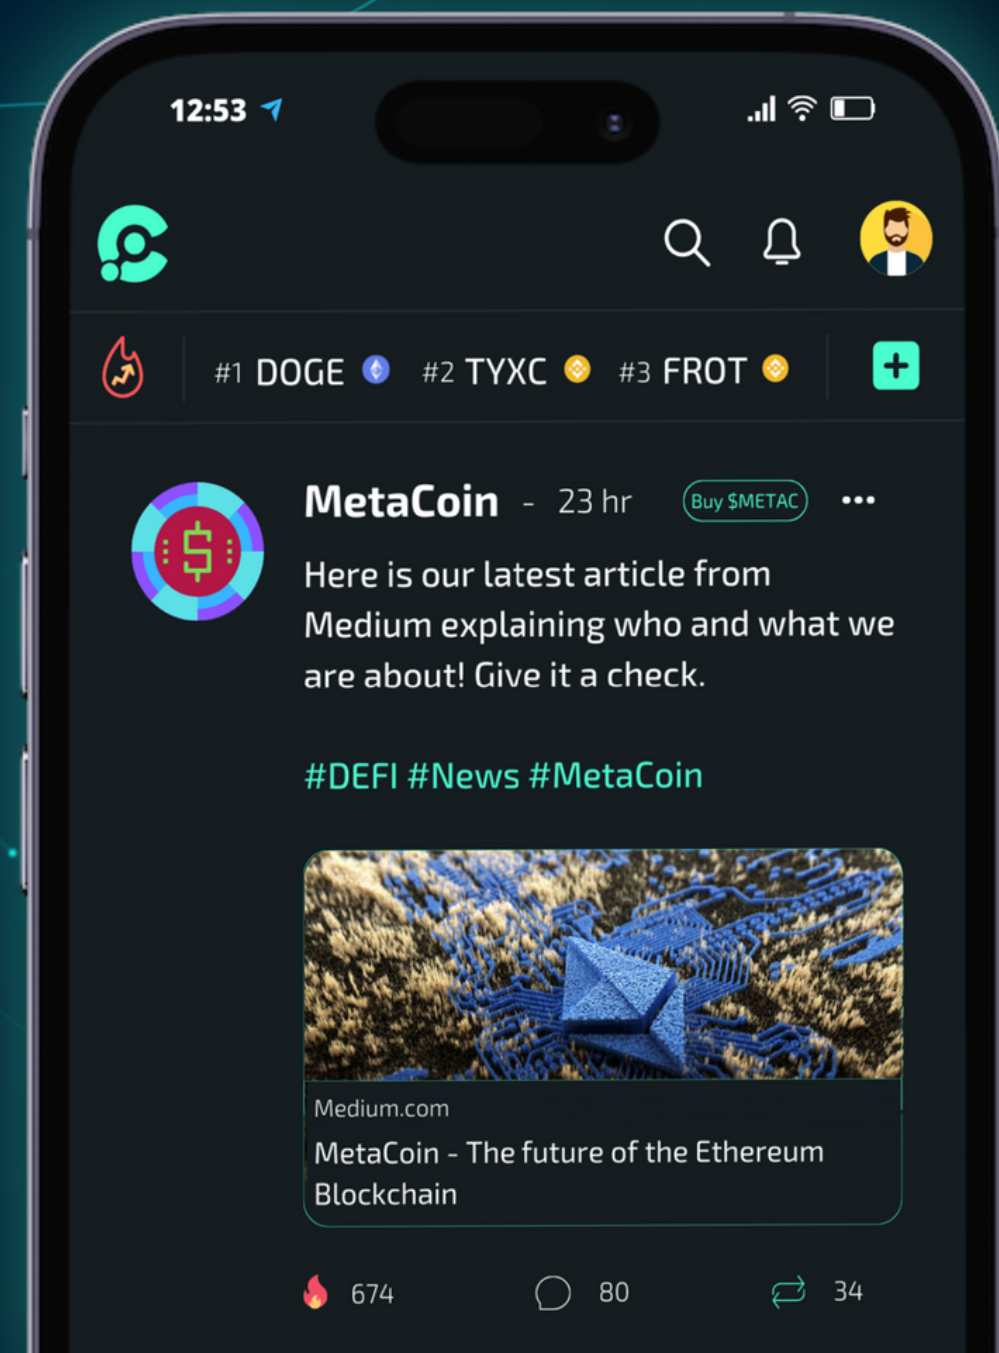 12:53
#1 DOGE #2 TYXC #3 FROT
MetaCoin - 23 hr Buy $METAC
Here is our latest article from
Medium explaining who and what we
are about! Give it a check.
#DEFI #News #MetaCoin
Medium.com
MetaCoin - The future of the Ethereum
Blockchain
674 80 34